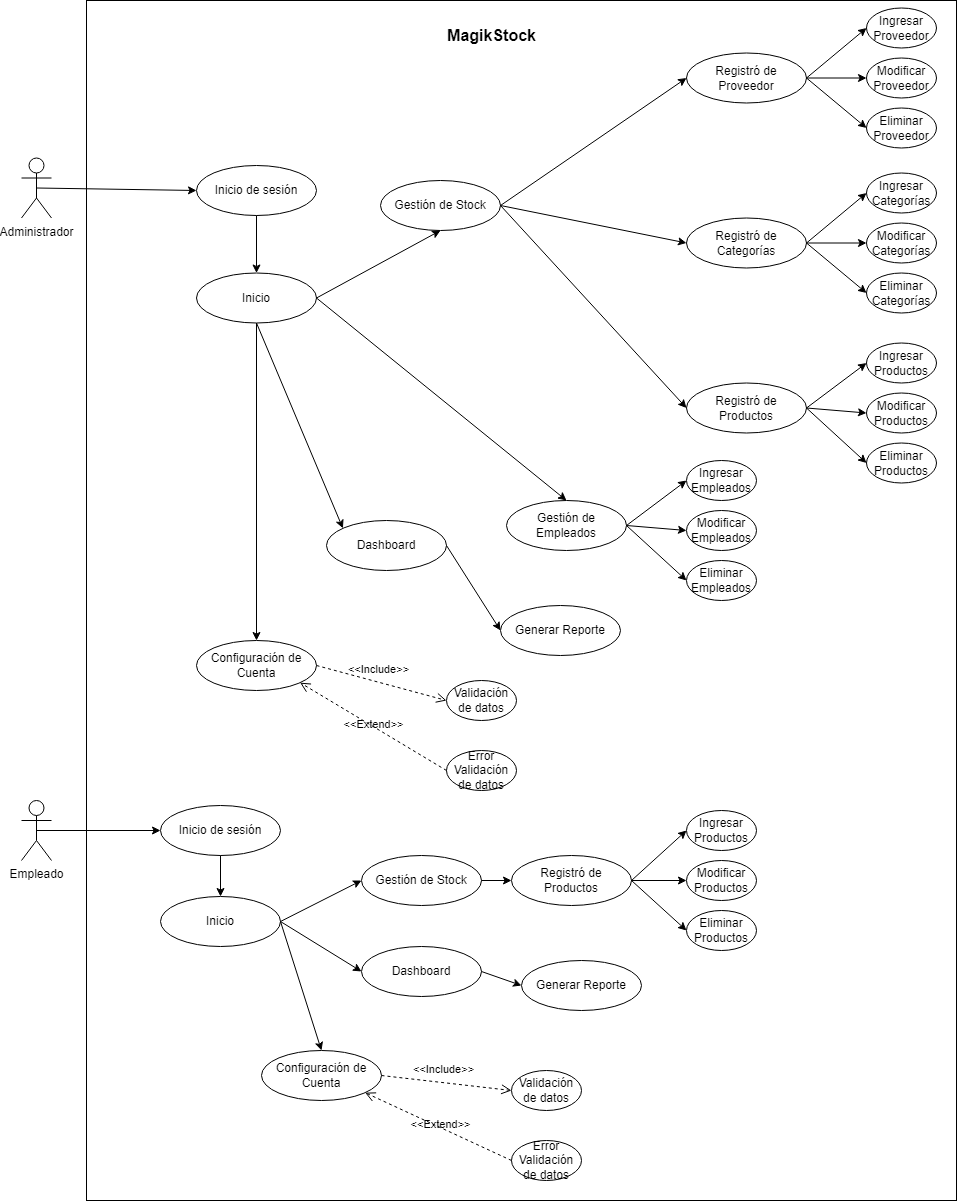 MagikStock
Ingresar
Proveedor
Registró de
Proveedor
Modificar
Proveedor
Eliminar
Proveedor
Administrador
Inicio de sesión
Gestión de Stock
Ingresar
Categorías
Registró de
Categorías
Modificar
Categorías
Eliminar
Categorías
Inicio
Ingresar
Productos
Registró de
Productos
Modificar
Productos
Eliminar
Productos
Ingresar
Empleados
Gestión de
Empleados
Modificar
Empleados
Eliminar
Empleados
Dashboard
Generar Reporte
Configuración de
Cuenta
<<Include>>
Validación
de datos
<<Extend>>
Error
Validación
de datos
Empleado
Inicio de sesión
Ingresar
Productos
Gestión de Stock
Registró de
Productos
Modificar
Productos
Eliminar
Productos
Inicio
Dashboard
Generar Reporte
Configuración de
Cuenta
<<Include>>
Validación
de datos
<<Extend>>
Error
Validación
de datos